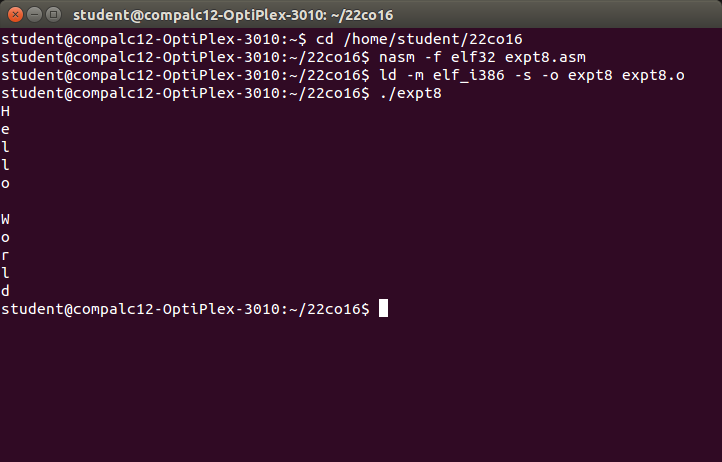 student@compalc12-OptiPlex-3010: ~/22co16
student@compalc12-OptiPlex-3010:~$ cd /home/student/22co16
student@compalc12-OptiPlex-3010:~/22co16$ nasm -f elf32 expt8.asm
student@compalc12-OptiPlex-3010:~/22co16$ ld -m elf_i386 -s -o expt8 expt8.o
student@compalc12-OptiPlex-3010:~/22co16$ ./expt8
H
e
l
l
o

W
o
r
l
d
student@compalc12-OptiPlex-3010:~/22co16$